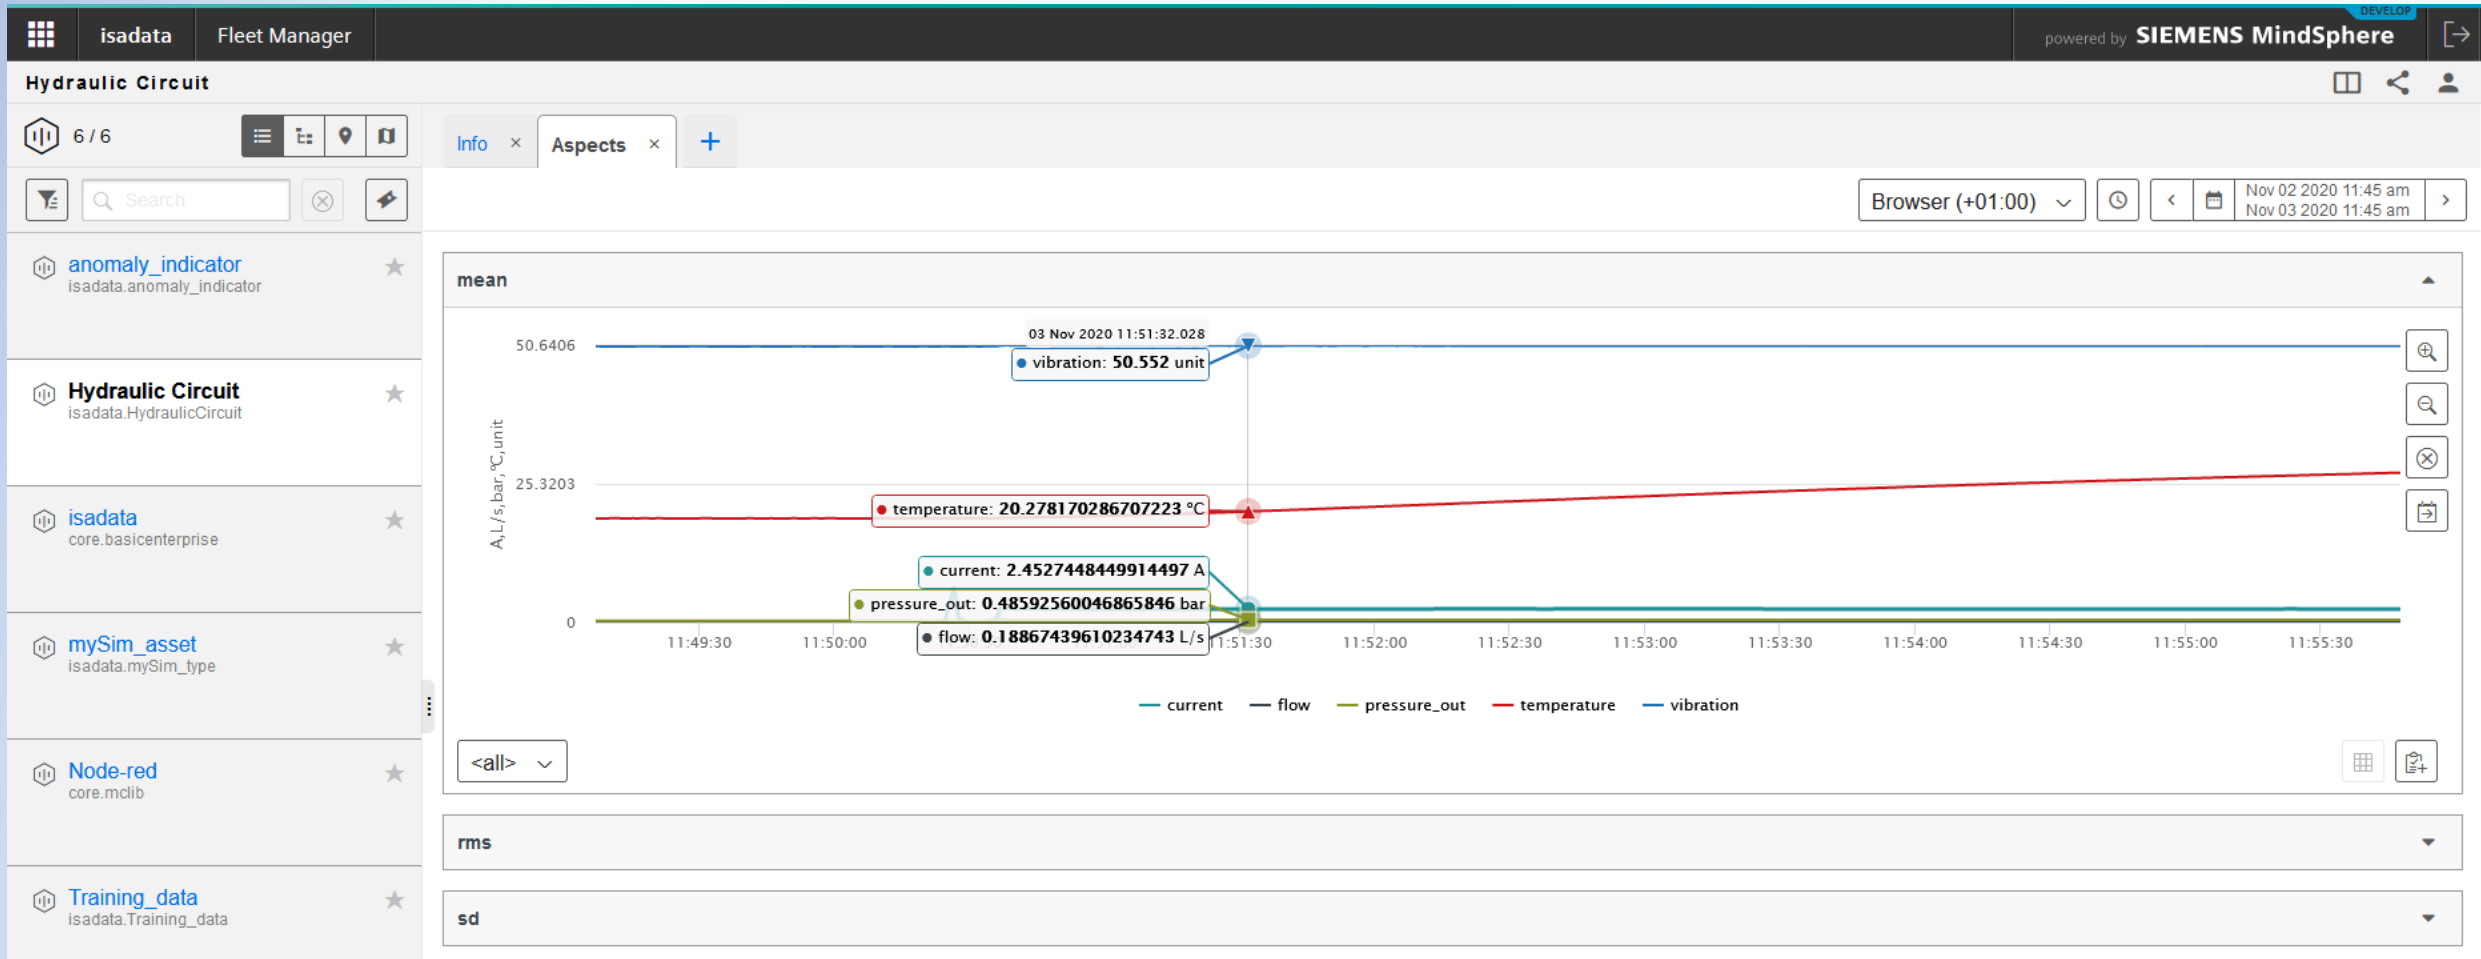 DEVELOP
isadata
Fleet Manager
powered by SIEMENS MindSphere
Hydraulic Circuit
6 / 6
Info
Aspects
Search
Browser (+01:00)
Nov 02 2020 11:45 am
Nov 03 2020 11:45 am
anomaly_indicator
isadata.anomaly_indicator
Hydraulic Circuit
isadata.HydraulicCircuit
isadata
core.basicenterprise
mySim_asset
isadata.mySim_type
Node-red
core.mclib
Training_data
isadata.Training_data
mean
03 Nov 2020 11:51:32.028
50.6406
vibration: 50.552 unit
A,L/s,bar,°C,unit
25.3203
temperature: 20.278170286707223 °C
current: 2.4527448449914497 A
pressure_out: 0.48592560046865846 bar
0
flow: 0.18867439610234743 L/s
11:49:30
11:50:00
11:51:30
11:52:00
11:52:30
11:53:00
11:53:30
11:54:00
11:54:30
11:55:00
11:55:30
current
flow
pressure_out
temperature
vibration
<all>
rms
sd